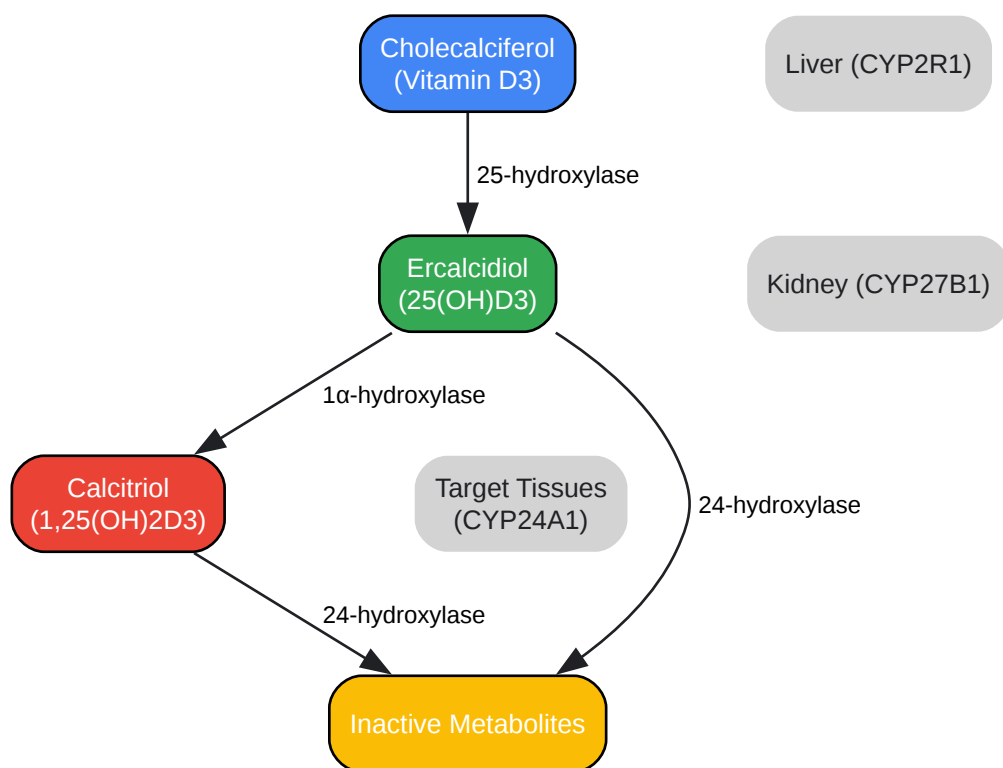 Cholecalciferol
(Vitamin D3)
Liver (CYP2R1)
25-hydroxylase
Ercalcidiol
(25(OH)D3)
Kidney (CYP27B1)
1α-hydroxylase
Calcitriol
(1,25(OH)2D3)
Target Tissues
(CYP24A1)
24-hydroxylase
24-hydroxylase
Inactive Metabolites